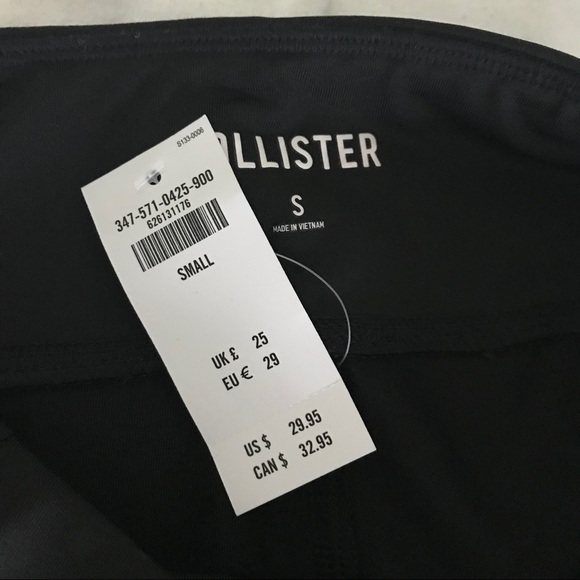 OLLISTER
S
MADE IN VIETNAM
S133-0006
347-571-0425-900
626131176
SMALL
UK £ 25
EU € 29
US $ 29.95
CAN $ 32.95